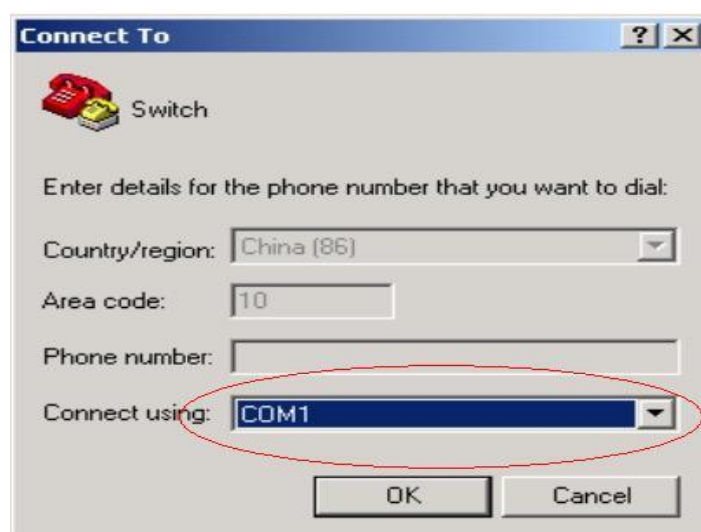 Connect To
Switch
Enter details for the phone number that you want to dial:
Country/region: China (86)
Area code: 10
Phone number:
Connect using: COM1
OK Cancel